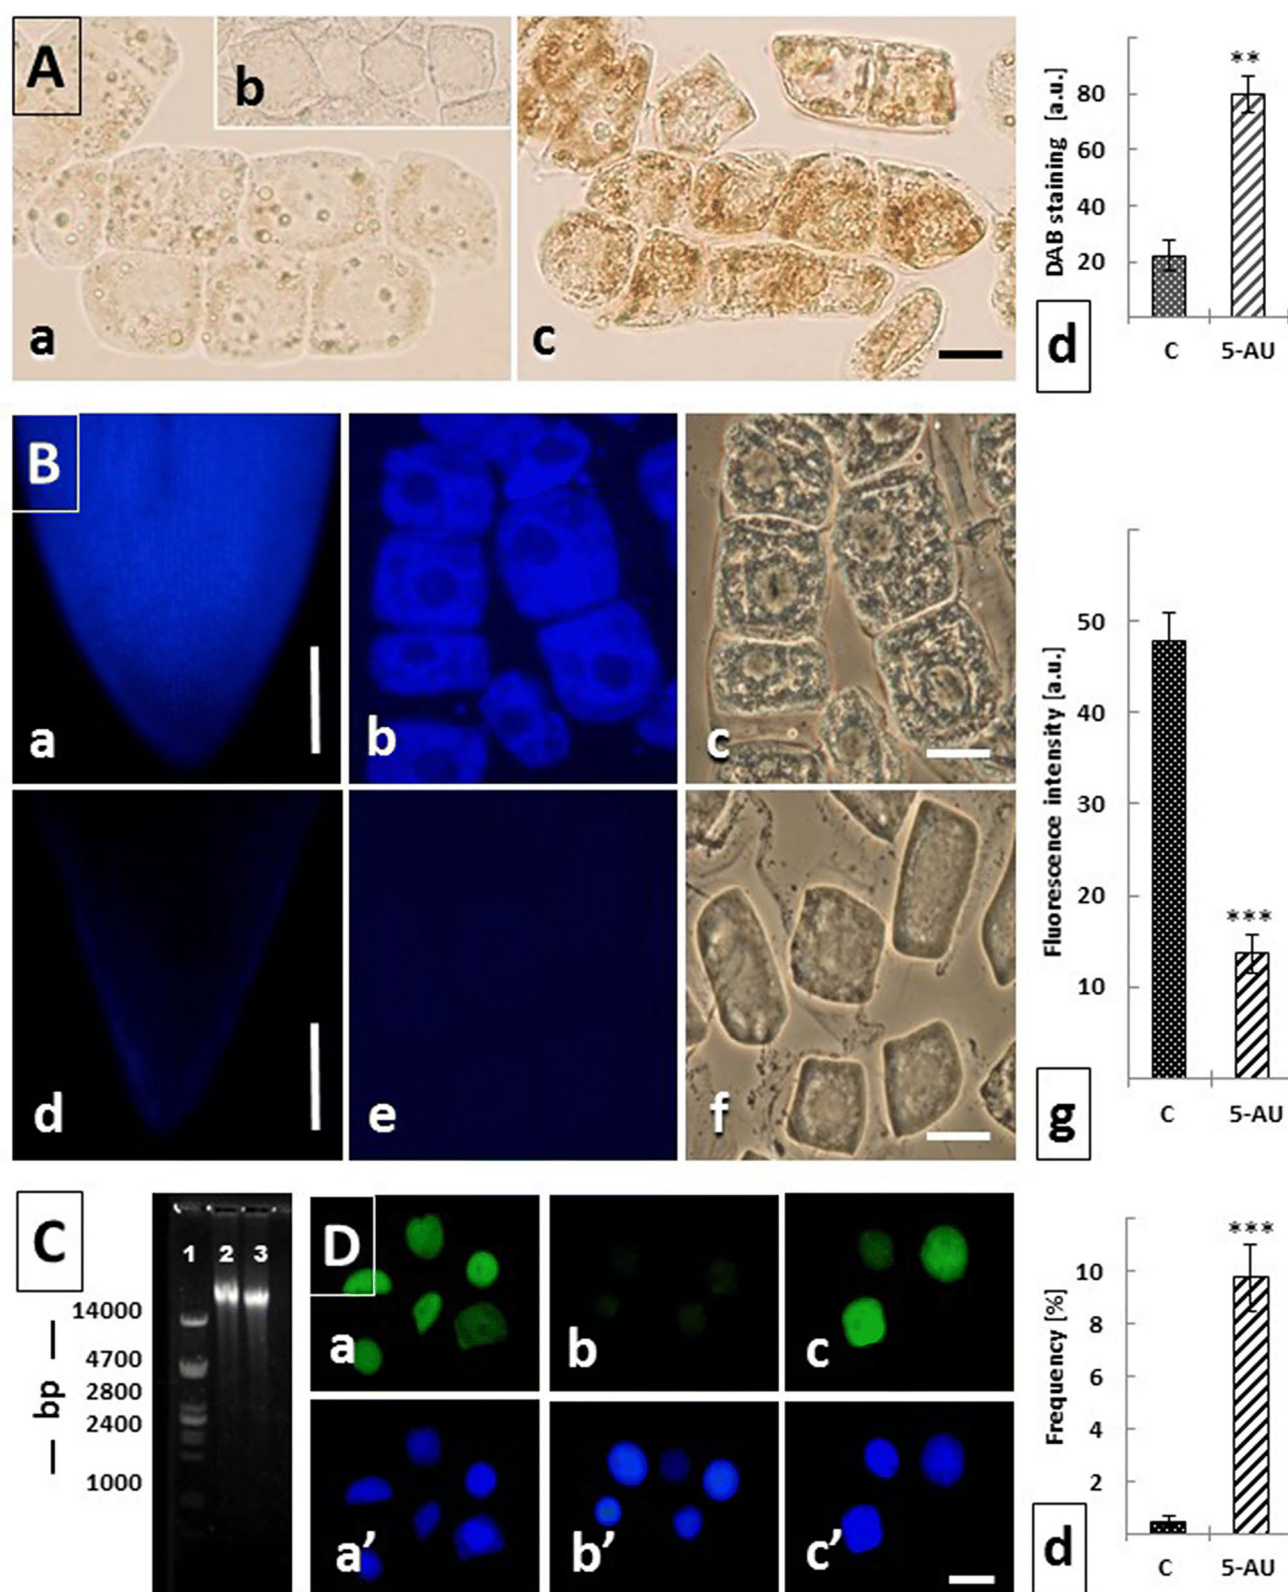 A
b
a
c
DAB staining [a.u.]
80
60
40
20
**
d
C 5-AU
B
a
b
c
d
e
f
Fluorescence intensity [a.u.]
50
40
30
20
10
***
g
C 5-AU
C
1 2 3
14000
4700
2800
2400
1000
bp
D
a
b
c
a’
b’
c’
Frequency [%]
10
8
6
4
2
***
d
C 5-AU